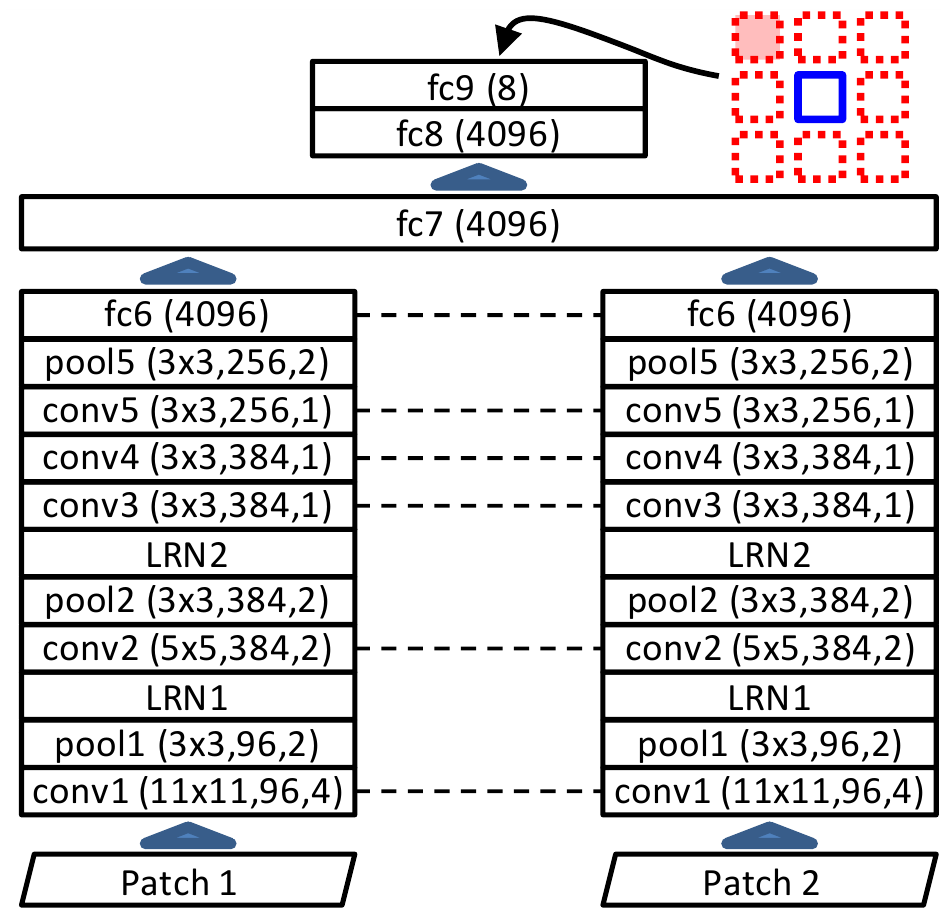 fc9 (8)
fc8 (4096)
fc7 (4096)
fc6 (4096)
pool5 (3x3,256,2)
conv5 (3x3,256,1)
conv4 (3x3,384,1)
conv3 (3x3,384,1)
LRN2
pool2 (3x3,384,2)
conv2 (5x5,384,2)
LRN1
pool1 (3x3,96,2)
conv1 (11x11,96,4)
Patch 1
fc6 (4096)
pool5 (3x3,256,2)
conv5 (3x3,256,1)
conv4 (3x3,384,1)
conv3 (3x3,384,1)
LRN2
pool2 (3x3,384,2)
conv2 (5x5,384,2)
LRN1
pool1 (3x3,96,2)
conv1 (11x11,96,4)
Patch 2